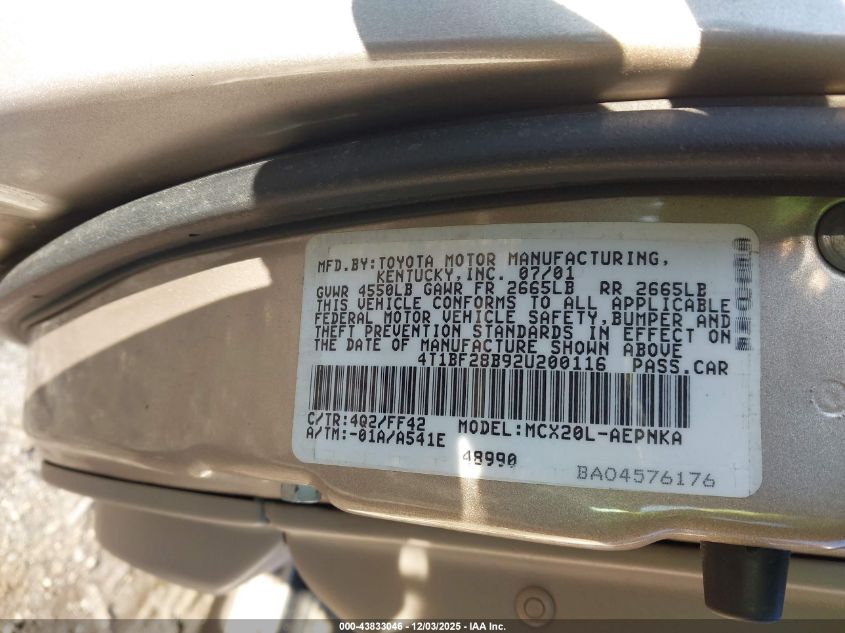 MFD.BY:TOYOTA MOTOR MANUFACTURING,
KENTUCKY,INC. 07/01
GVWR 4550LB GAWR FR 2665LB RR 2665LB
THIS VEHICLE CONFORMS TO ALL APPLICABLE
FEDERAL MOTOR VEHICLE SAFETY,BUMPER,AND
THEFT PREVENTION STANDARDS IN EFFECT ON
THE DATE OF MANUFACTURE SHOWN ABOVE
4T1BF28B92U200116 PASS.CAR
C/TR:4Q2/FF42 MODEL:MCX20L-AEPNKA
A/TM:-01A/A541E
48990
BA04576176
000-43833046 - 12/03/2025 - IAA Inc.